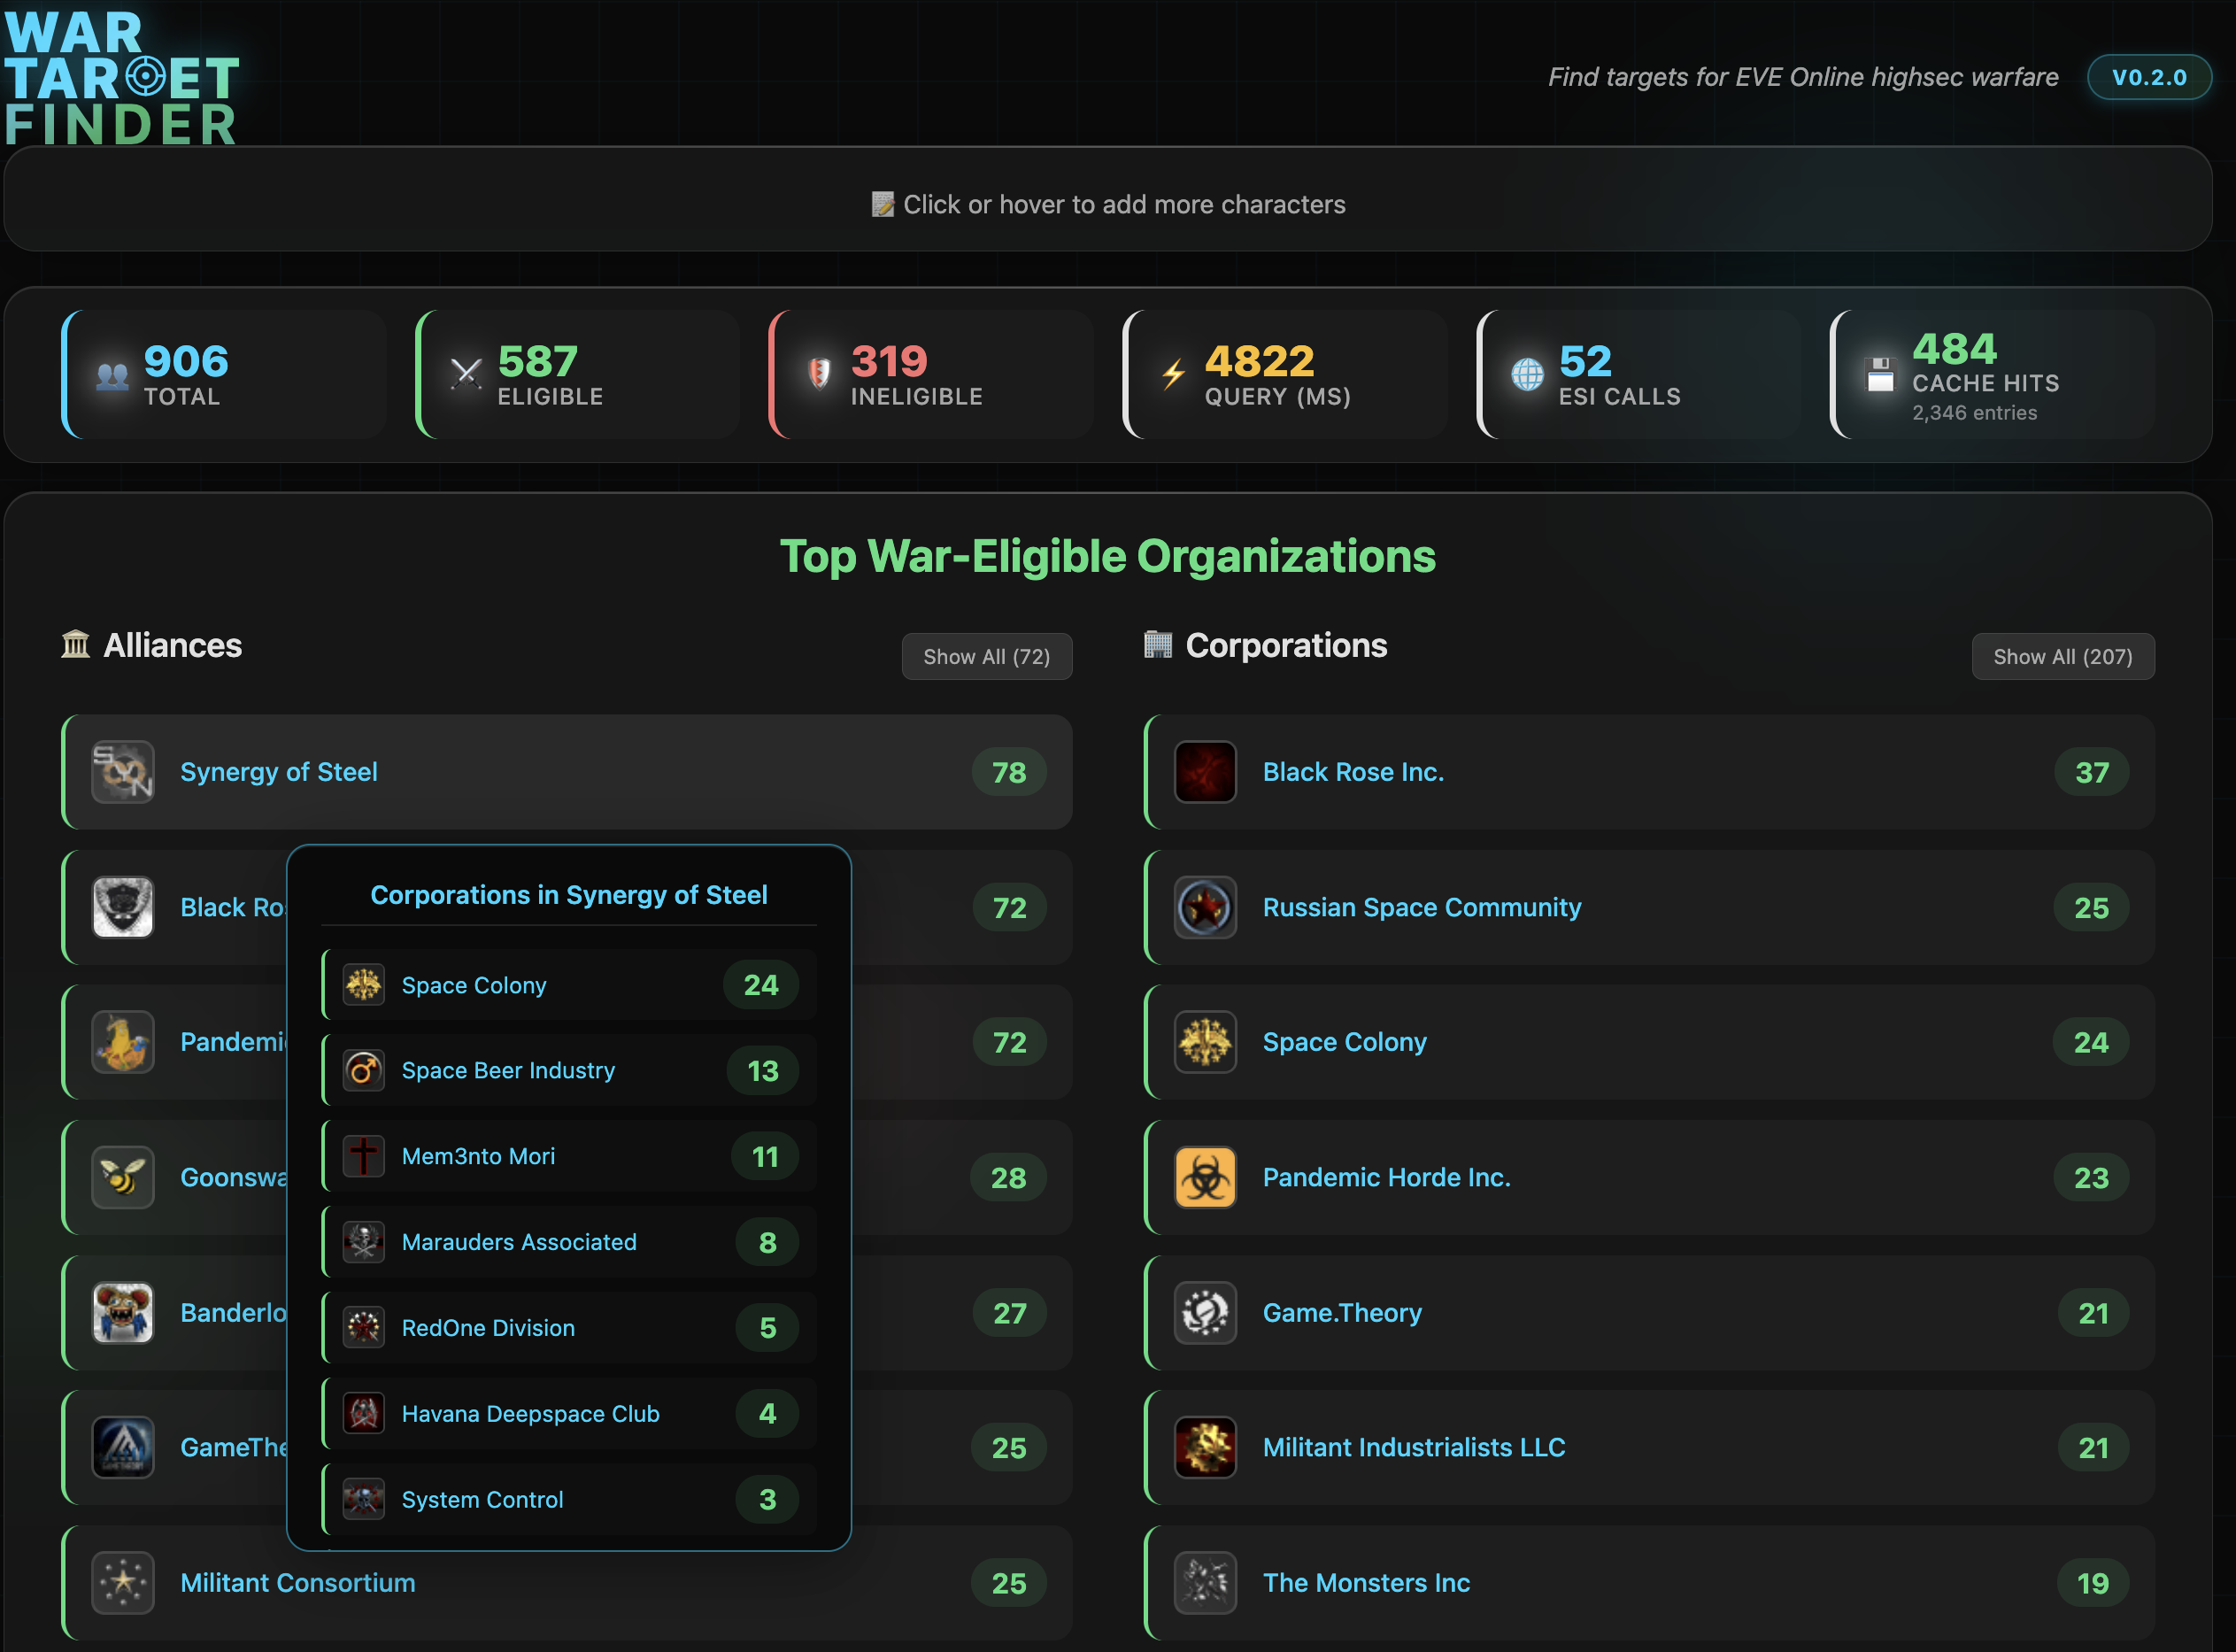 WAR
TARGET
FINDER
Find targets for EVE Online highsec warfare
V0.2.0
Click or hover to add more characters
906
TOTAL
587
ELIGIBLE
319
INELIGIBLE
4822
QUERY (MS)
52
ESI CALLS
484
CACHE HITS
2,346 entries
Top War-Eligible Organizations
Alliances
Show All (72)
Synergy of Steel
78
Black Ro
72
Pandemi
72
Goonswa
28
Banderlo
27
GameThe
25
Militant Consortium
25
Corporations in Synergy of Steel
Space Colony
24
Space Beer Industry
13
Mem3nto Mori
11
Marauders Associated
8
RedOne Division
5
Havana Deepspace Club
4
System Control
3
Corporations
Show All (207)
Black Rose Inc.
37
Russian Space Community
25
Space Colony
24
Pandemic Horde Inc.
23
Game.Theory
21
Militant Industrialists LLC
21
The Monsters Inc
19